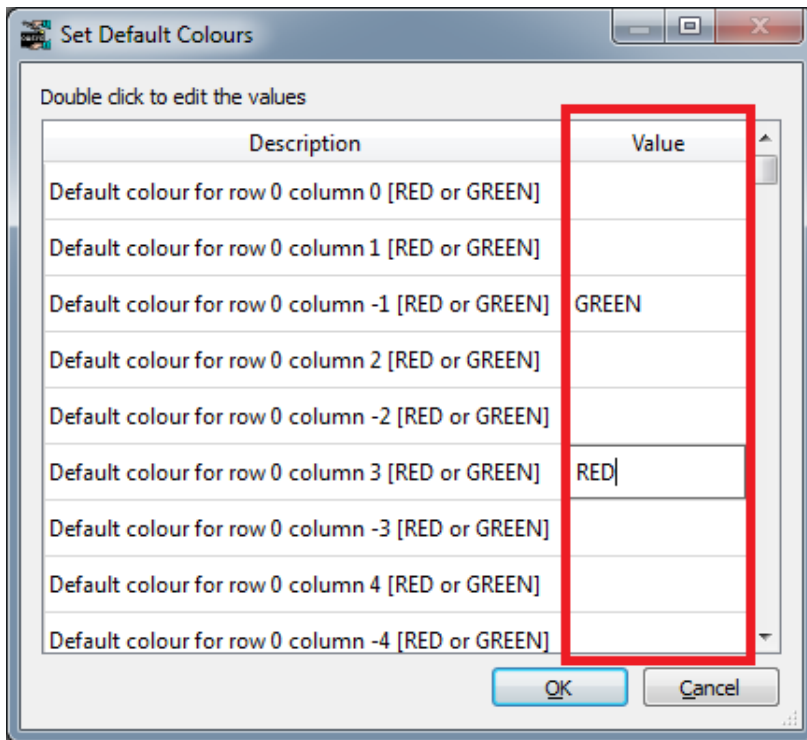 Set Default Colours
Double click to edit the values
Description Value
Default colour for row 0 column 0 [RED or GREEN]
Default colour for row 0 column 1 [RED or GREEN]
Default colour for row 0 column -1 [RED or GREEN] GREEN
Default colour for row 0 column 2 [RED or GREEN]
Default colour for row 0 column -2 [RED or GREEN]
Default colour for row 0 column 3 [RED or GREEN] RED
Default colour for row 0 column -3 [RED or GREEN]
Default colour for row 0 column 4 [RED or GREEN]
Default colour for row 0 column -4 [RED or GREEN]
OK Cancel